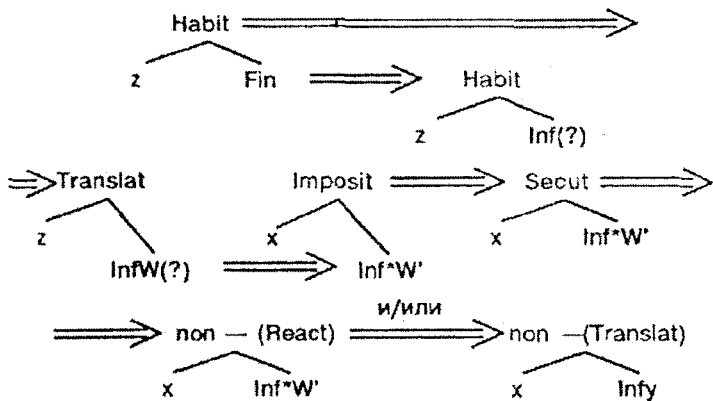 Habit
z Fin Habit
z Inf(?)
Translat Imposit Secut
z x x Inf*W'
InfW(?) Inf*W'
и/или
non — (React) non —(Translat)
x Inf*W' x Infy